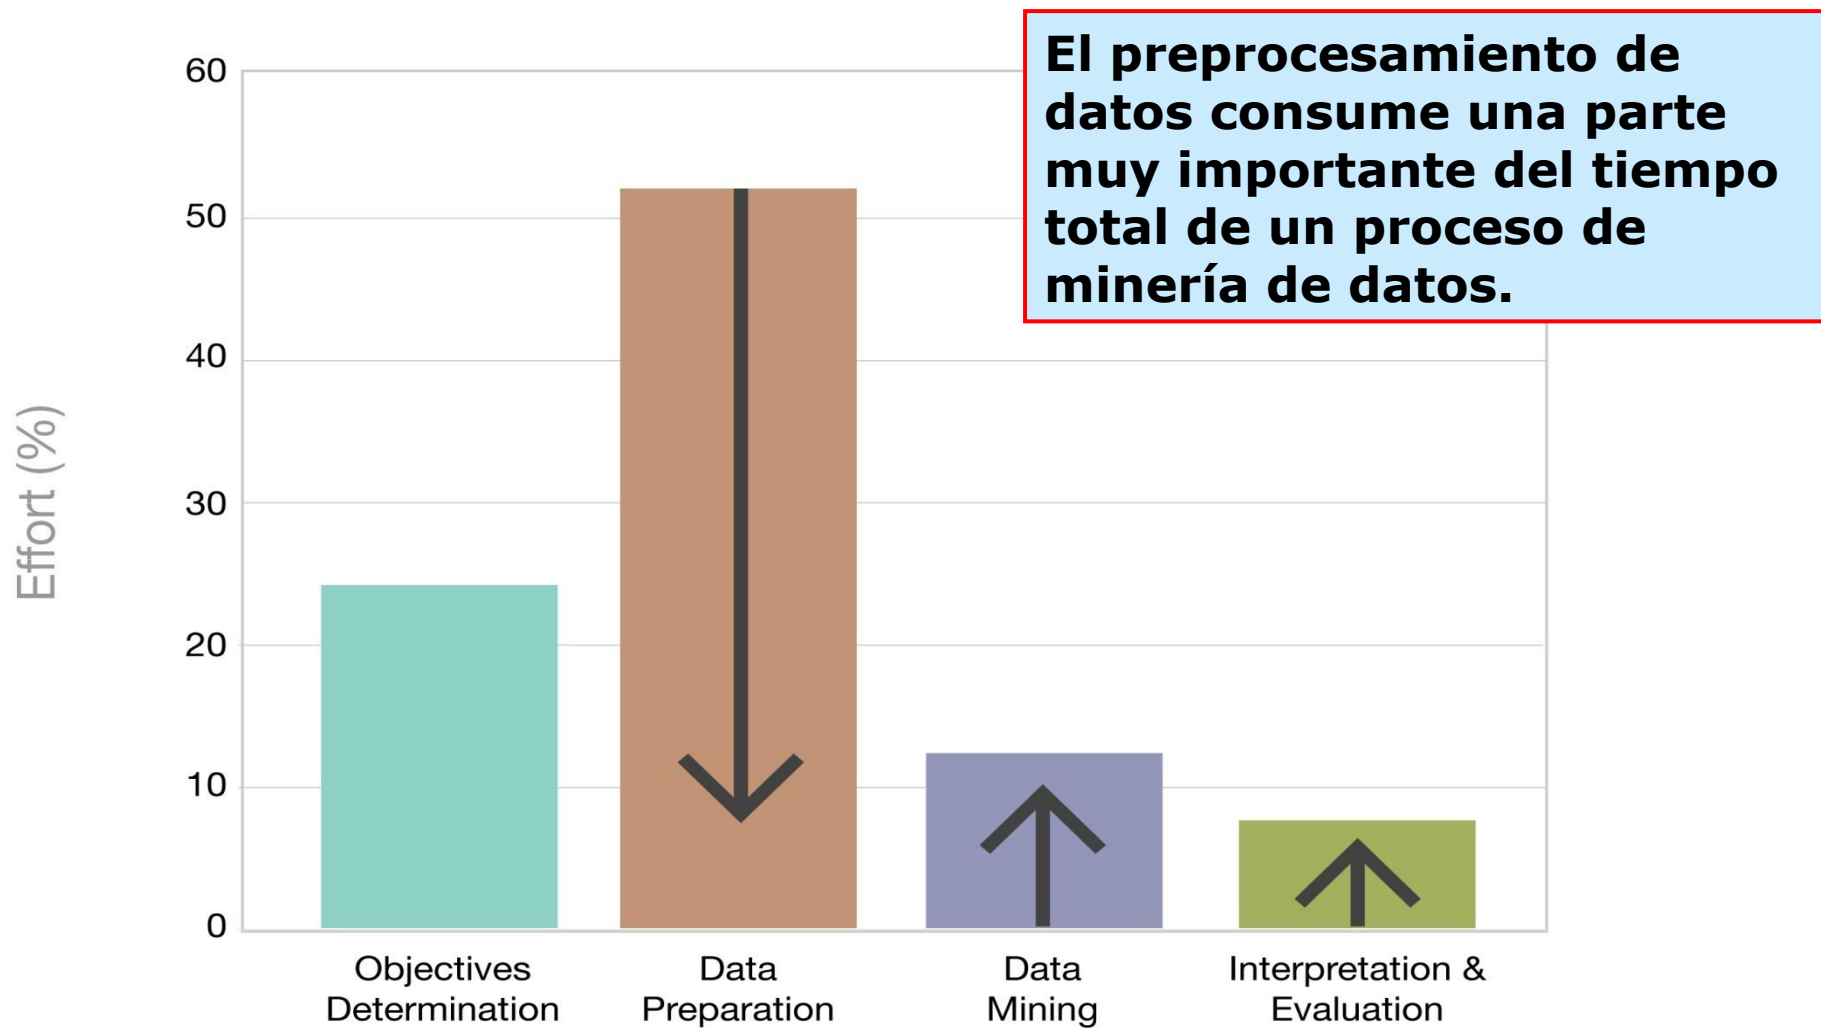 El preprocesamiento de
datos consume una parte
muy importante del tiempo
total de un proceso de
minería de datos.
60
50
40
30
20
10
0
Effort (%)
Objectives
Determination
Data
Preparation
Data
Mining
Interpretation &
Evaluation